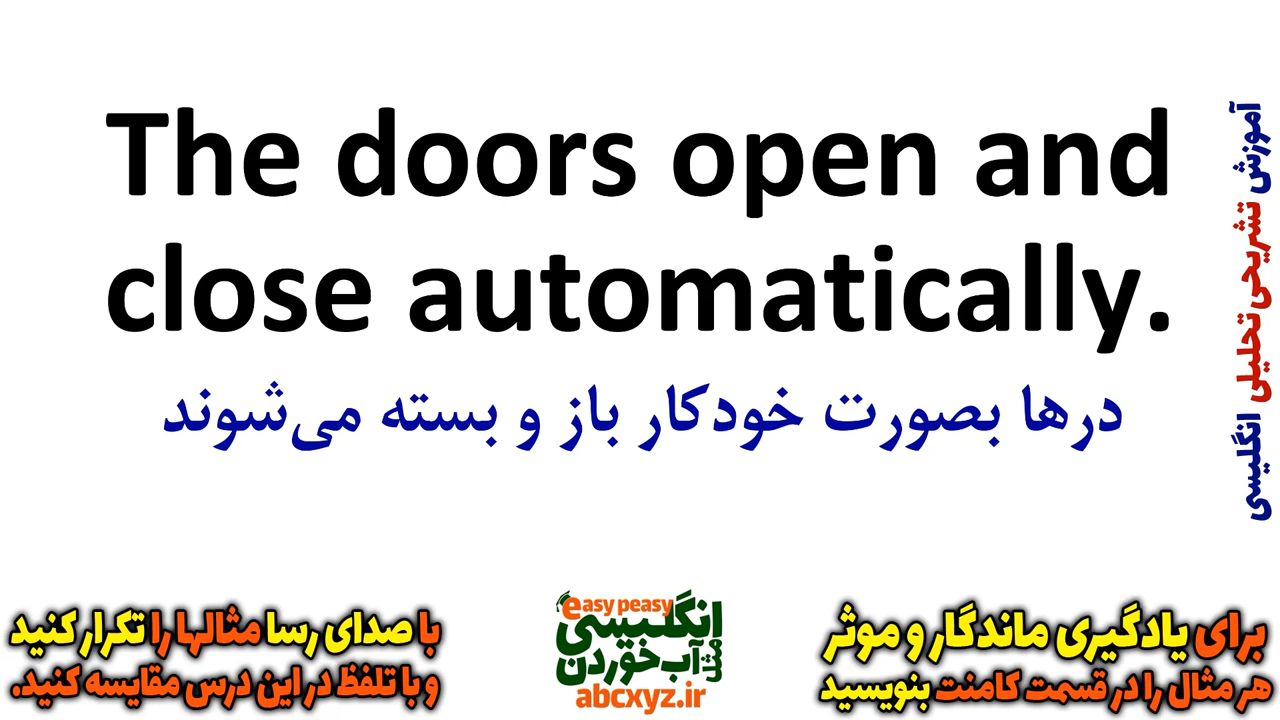 The doors open and
close automatically.
درها بصورت خودکار باز و بسته می‌شوند
آموزش تشریحی تحلیلی انگلیسی
برای یادگیری ماندگار و موثر
هر مثال را در قسمت کامنت بنویسید
easy peasy
انگلیسی
مثل آب خوردن
abcxyz.ir
با صدای رسا مثالها را تکرار کنید
و با تلفظ در این درس مقایسه کنید.